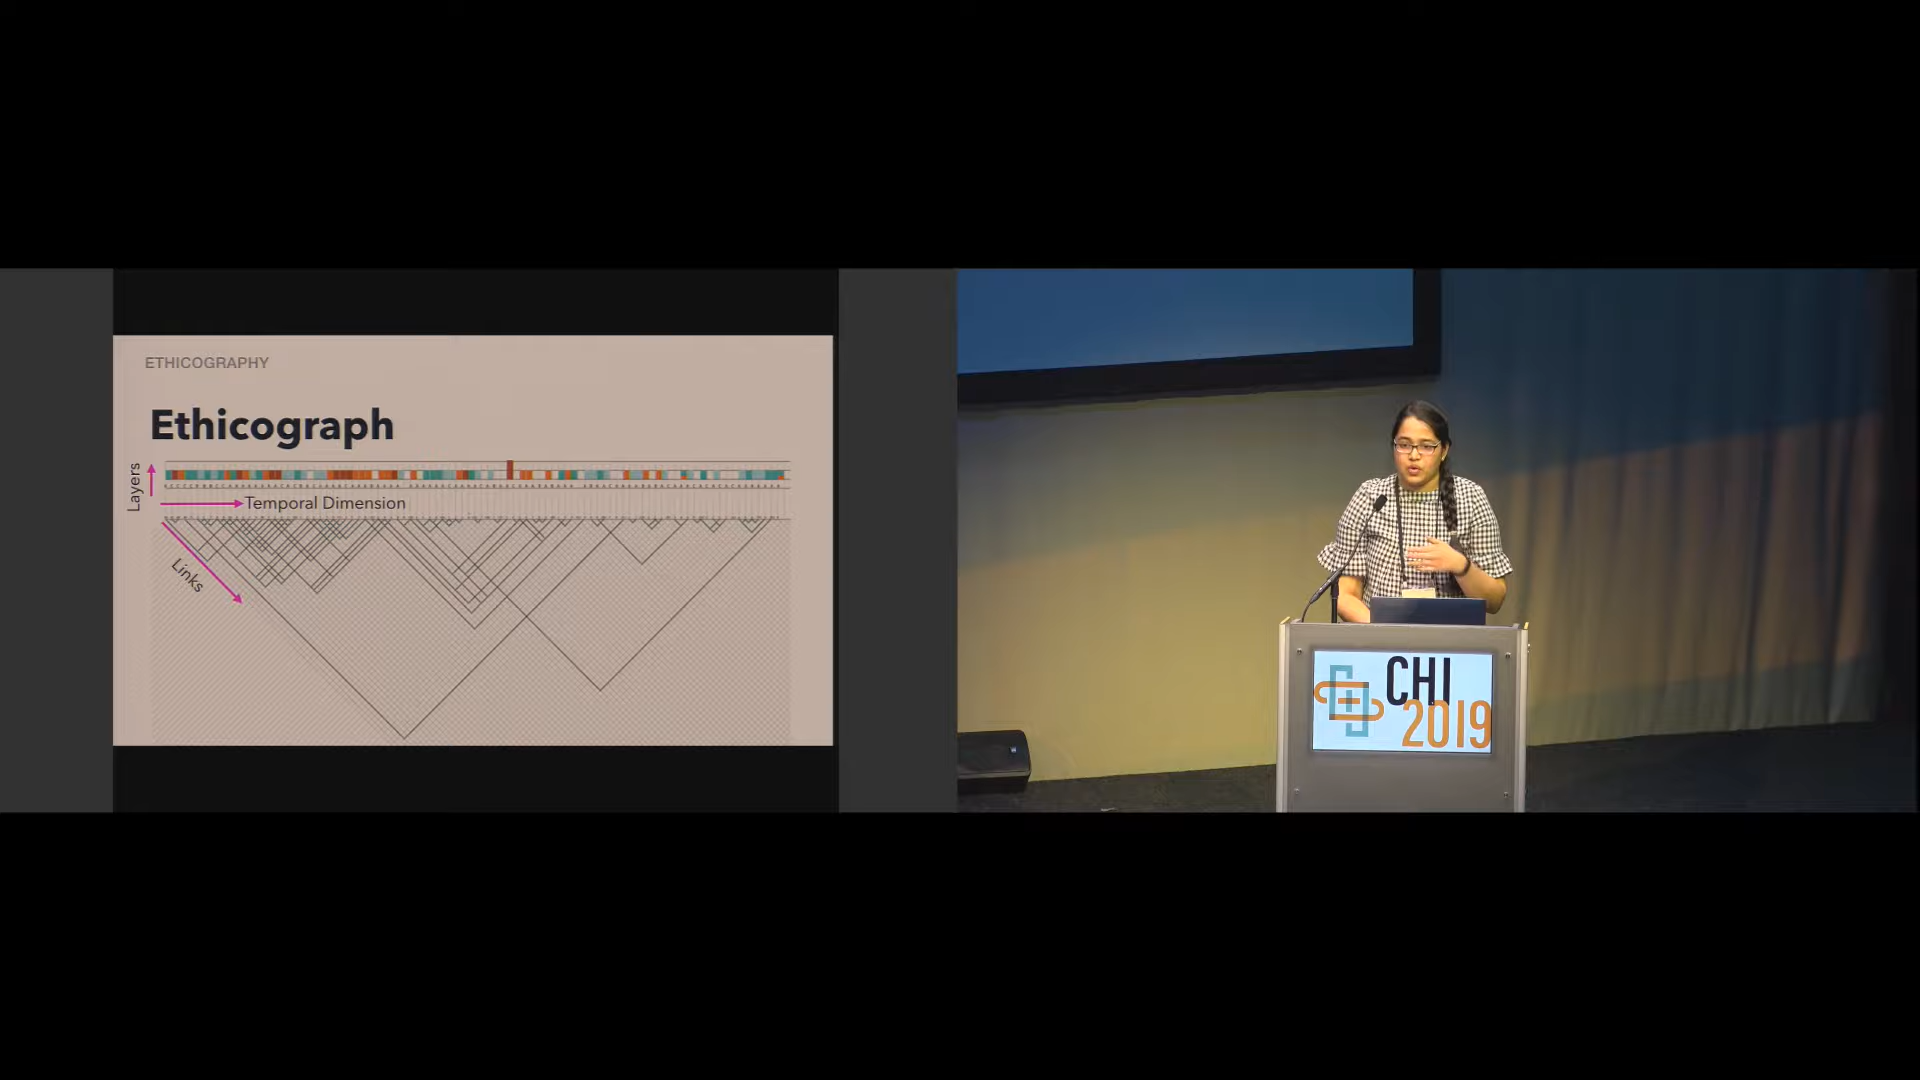 ETHICOGRAPHY
Ethicograph
Layers
Temporal Dimension
Links
CHI
2019